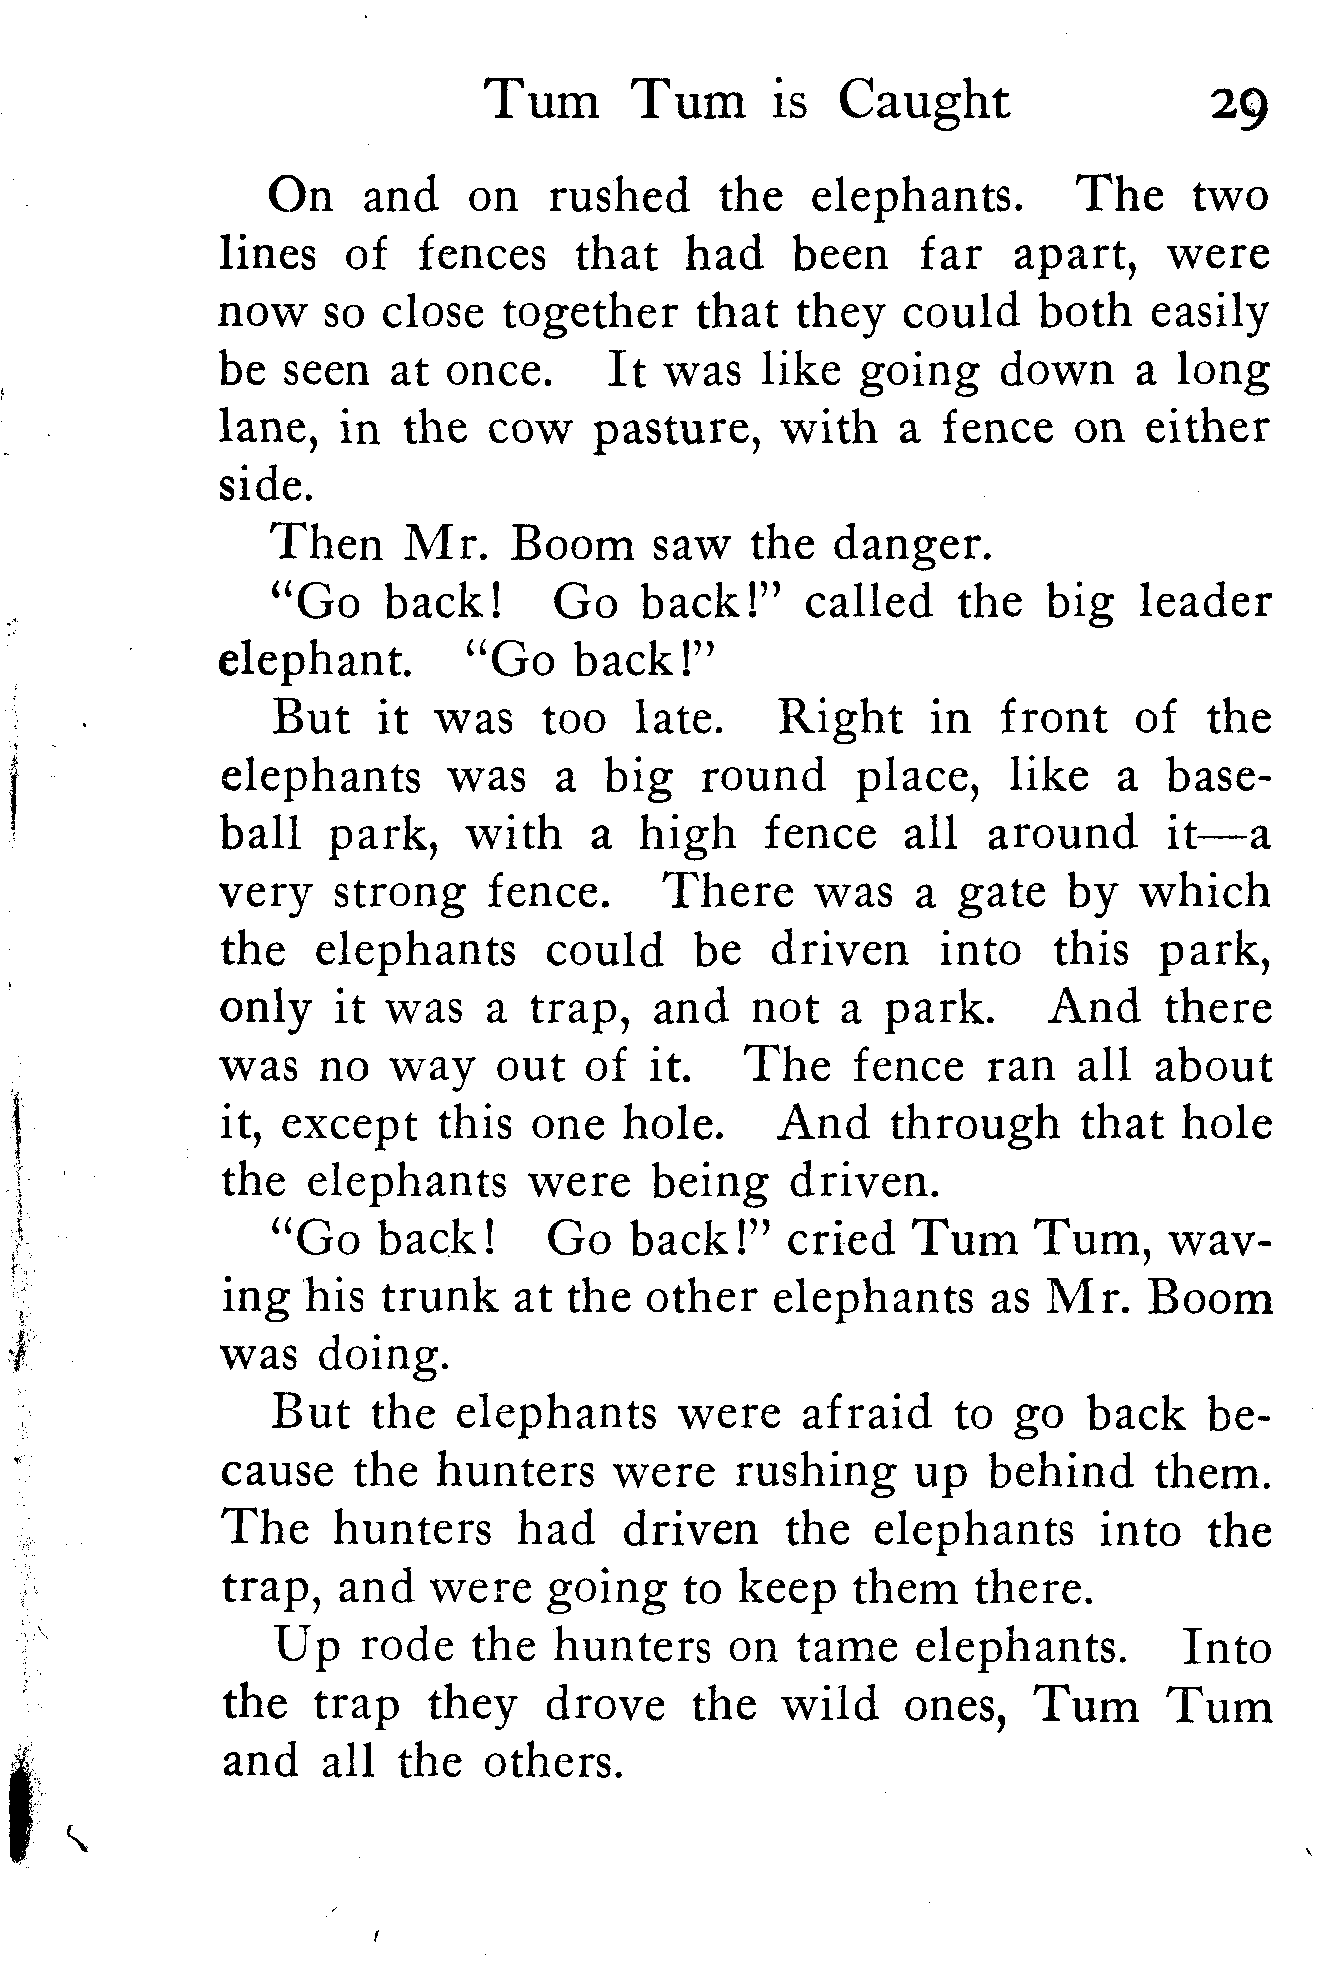 Tum Tum is Caught 29
On and on rushed the elephants. The two
lines of fences that had been far apart, were
now so close together that they could both easily
be seen at once. It was like going down a long
lane, in the cow pasture, with a fence on either
side.
Then Mr. Boom saw the danger.
"Go back! Go back!" called the big leader
elephant. "Go back!"
But it was too late. Right in front of the
elephants was a big round place, like a base-
ball park, with a high fence all around it—a
very strong fence. There was a gate by which
the elephants could be driven into this park,
only it was a trap, and not a park. And there
was no way out of it. The fence ran all about
it, except this one hole. And through that hole
the elephants were being driven.
"Go back! Go back!" cried Tum Tum, wav-
ing his trunk at the other elephants as Mr. Boom
was doing.
But the elephants were afraid to go back be-
cause the hunters were rushing up behind them.
The hunters had driven the elephants into the
trap, and were going to keep them there.
Up rode the hunters on tame elephants. Into
the trap they drove the wild ones, Tum Tum
and all the others.